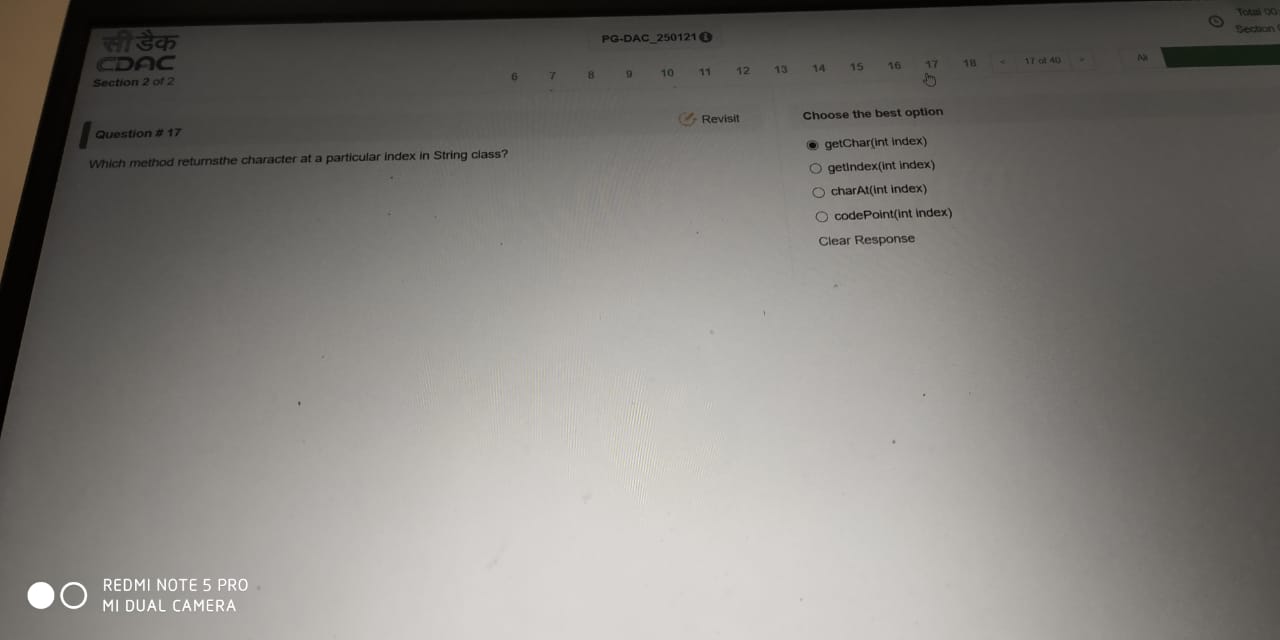 सी डैक
CDAC
Section 2 of 2
PG-DAC_250121
Total 00
Section
6 7 8 9 10 11 12 13 14 15 16 17 18 < 17 of 40 > All
Question # 17
Revisit
Which method returnsthe character at a particular index in String class?
Choose the best option
getChar(int index)
getIndex(int index)
charAt(int index)
codePoint(int index)
Clear Response
REDMI NOTE 5 PRO
MI DUAL CAMERA